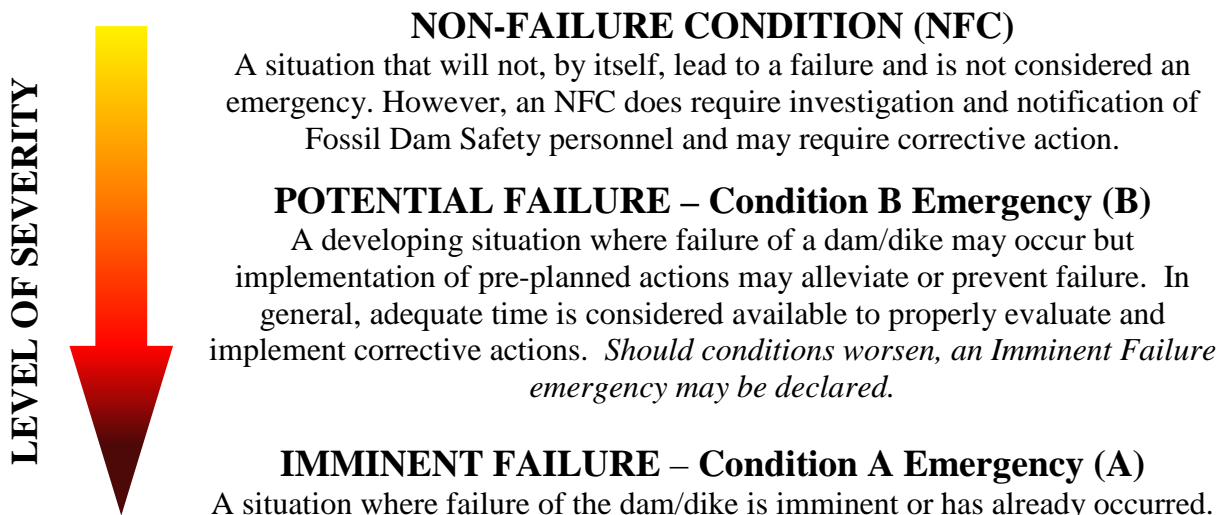 LEVEL OF SEVERITY
NON-FAILURE CONDITION (NFC)
A situation that will not, by itself, lead to a failure and is not considered an
emergency. However, an NFC does require investigation and notification of
Fossil Dam Safety personnel and may require corrective action.
POTENTIAL FAILURE – Condition B Emergency (B)
A developing situation where failure of a dam/dike may occur but
implementation of pre-planned actions may alleviate or prevent failure. In
general, adequate time is considered available to properly evaluate and
implement corrective actions. Should conditions worsen, an Imminent Failure
emergency may be declared.
IMMINENT FAILURE – Condition A Emergency (A)
A situation where failure of the dam/dike is imminent or has already occurred.